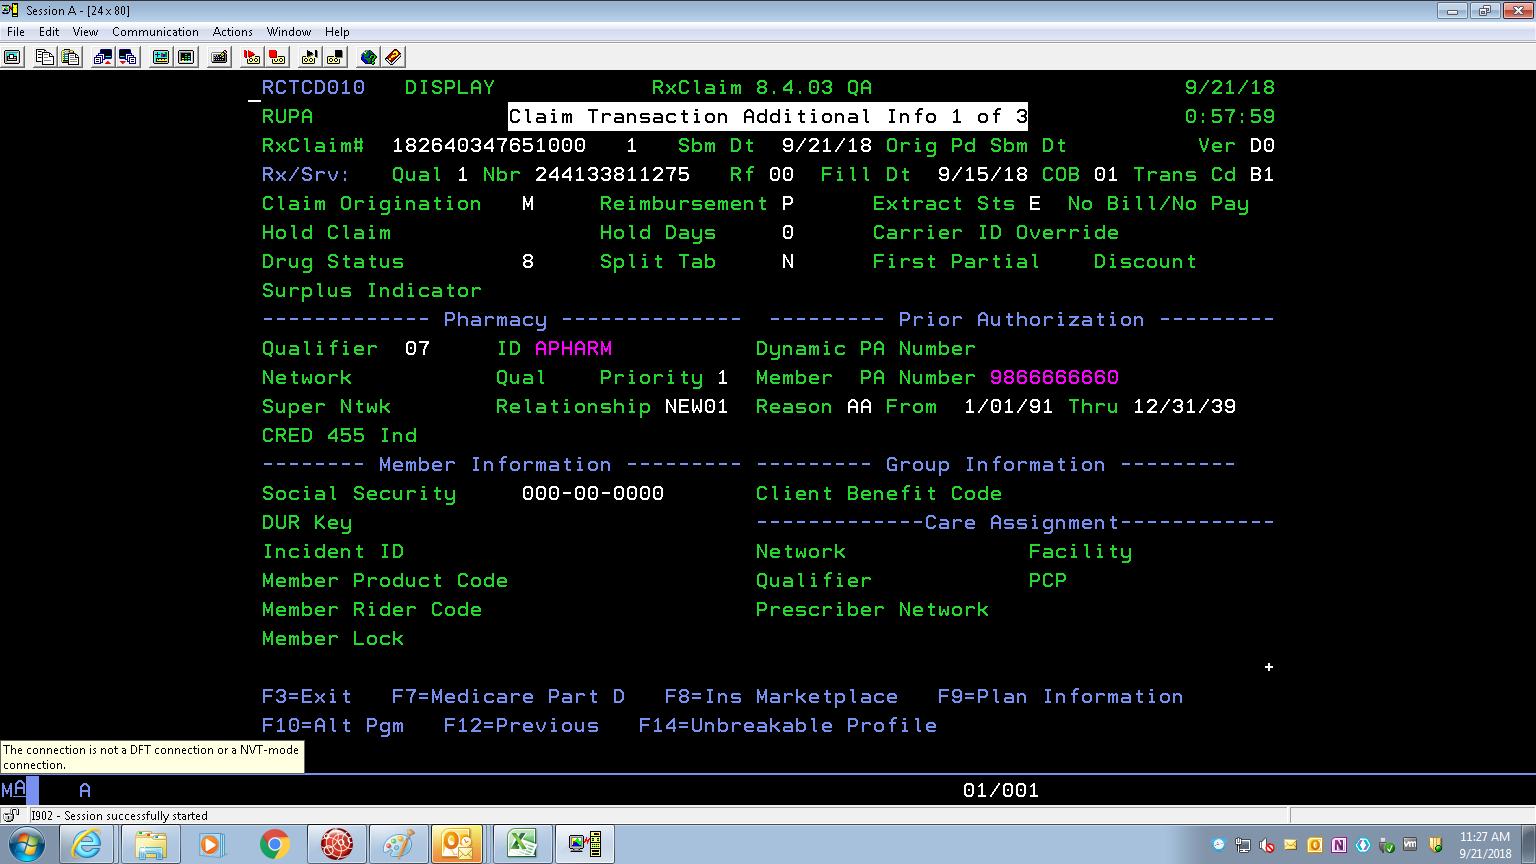 Session A - [24 x 80]
File Edit View Communication Actions Window Help
RCTCD010 DISPLAY RxClaim 8.4.03 QA 9/21/18
RUPA Claim Transaction Additional Info 1 of 3 0:57:59
RxClaim# 182640347651000 1 Sbm Dt 9/21/18 Orig Pd Sbm Dt Ver D0
Rx/Srv: Qual 1 Nbr 244133811275 Rf 00 Fill Dt 9/15/18 COB 01 Trans Cd B1
Claim Origination M Reimbursement P Extract Sts E No Bill/No Pay
Hold Claim Hold Days 0 Carrier ID Override
Drug Status 8 Split Tab N First Partial Discount
Surplus Indicator
------------- Pharmacy -------------- --------- Prior Authorization ---------
Qualifier 07 ID APHARM Dynamic PA Number
Network Qual Priority 1 Member PA Number 9866666660
Super Ntwk Relationship NEW01 Reason AA From 1/01/91 Thru 12/31/39
CRED 455 Ind
-------- Member Information --------- --------- Group Information ---------
Social Security 000-00-0000 Client Benefit Code
DUR Key -------------Care Assignment------------
Incident ID Network Facility
Member Product Code Qualifier PCP
Member Rider Code Prescriber Network
Member Lock
+
F3=Exit F7=Medicare Part D F8=Ins Marketplace F9=Plan Information
F10=Alt Pgm F12=Previous F14=Unbreakable Profile
The connection is not a DFT connection or a NVT-mode
connection.
MA A 01/001
I902 - Session successfully started
11:27 AM
9/21/2018